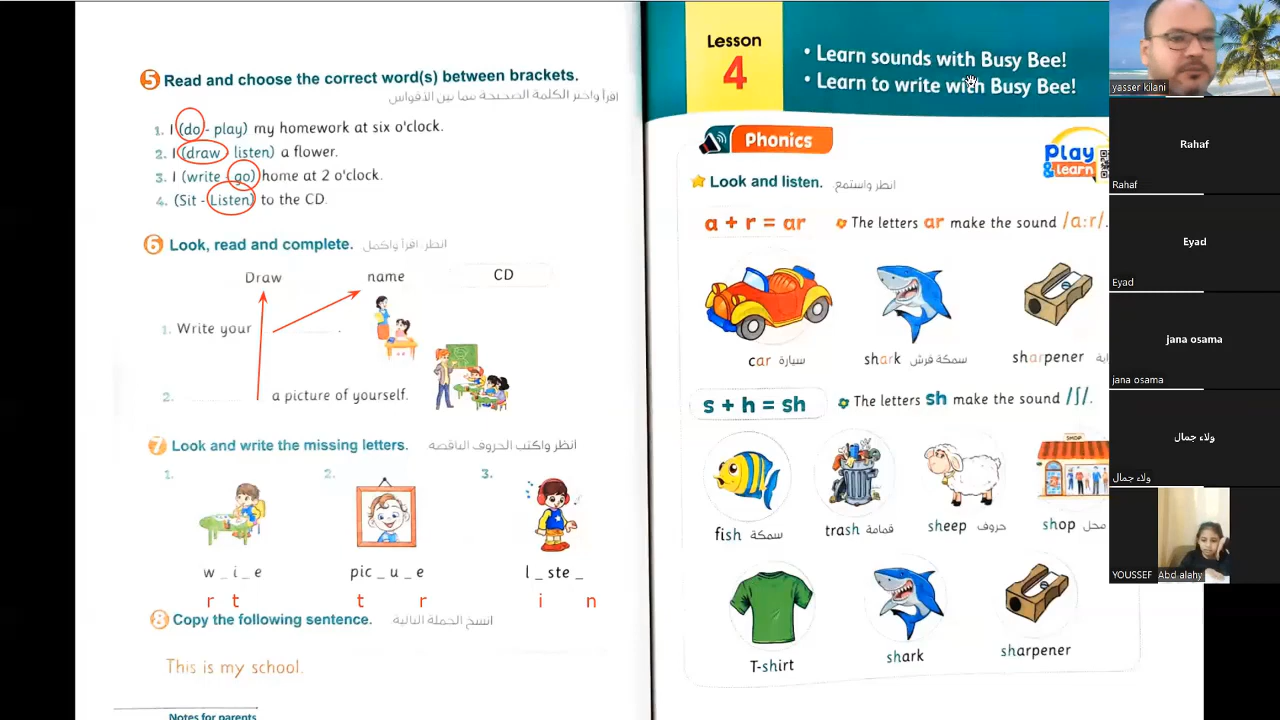 5 Read and choose the correct word(s) between brackets.
اقرأ واختر الكلمة الصحيحة مما بين الأقواس
1. I (do - play) my homework at six o'clock.
2. I (draw listen) a flower.
3. I (write go) home at 2 o'clock.
4. (Sit - Listen) to the CD.
6 Look, read and complete. انظر، اقرأ وأكمل
Draw name CD
1. Write your .
2. a picture of yourself.
7 Look and write the missing letters. انظر واكتب الحروف الناقصة
1. 2. 3.
w _ i _ e pic _ u _ e l _ ste _
r t t r i n
8 Copy the following sentence. انسخ الجملة التالية
This is my school.
Notes for parents
Lesson
4
• Learn sounds with Busy Bee!
• Learn to write with Busy Bee!
Phonics
Play
& learn
Look and listen. انظر واستمع
a + r = ar The letters ar make the sound /a:r/.
car سيارة shark سمكة قرش sharpener
s + h = sh The letters sh make the sound /ʃ/.
SHOP
fish سمكة trash قمامة sheep خروف shop محل
T-shirt shark sharpener
yasser kilani
Rahaf
Rahaf
Eyad
Eyad
jana osama
jana osama
ولاء جمال
ولاء جمال
YOUSSEF Abd alahy